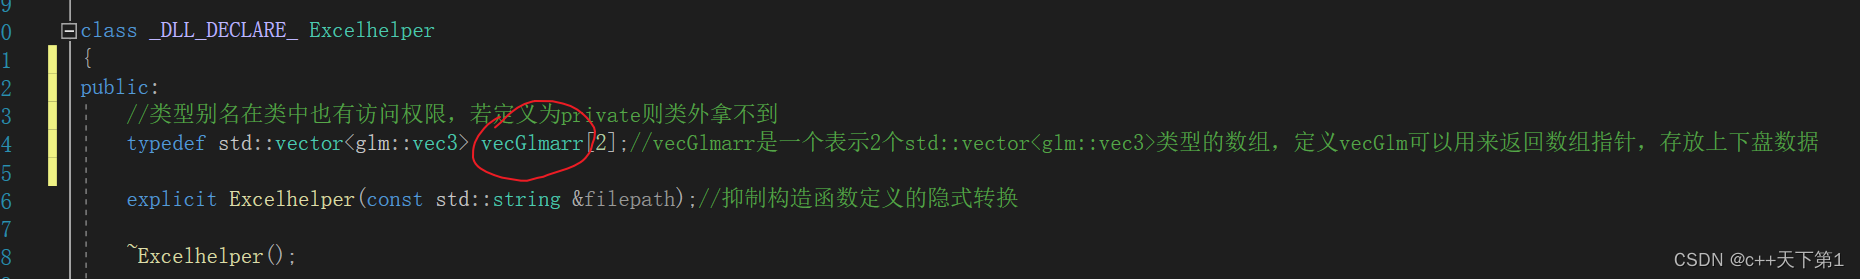 9
0 class _DLL_DECLARE_ Excelhelper
1 {
2 public:
3 //类型别名在类中也有访问权限，若定义为private则类外拿不到
4 typedef std::vector<glm::vec3> vecGlmarr[2];//vecGlmarr是一个表示2个std::vector<glm::vec3>类型的数组，定义vecGlm可以用来返回数组指针，存放上下盘数据
5
6 explicit Excelhelper(const std::string &filepath);//抑制构造函数定义的隐式转换
7
8 ~Excelhelper();
CSDN @c++天下第1